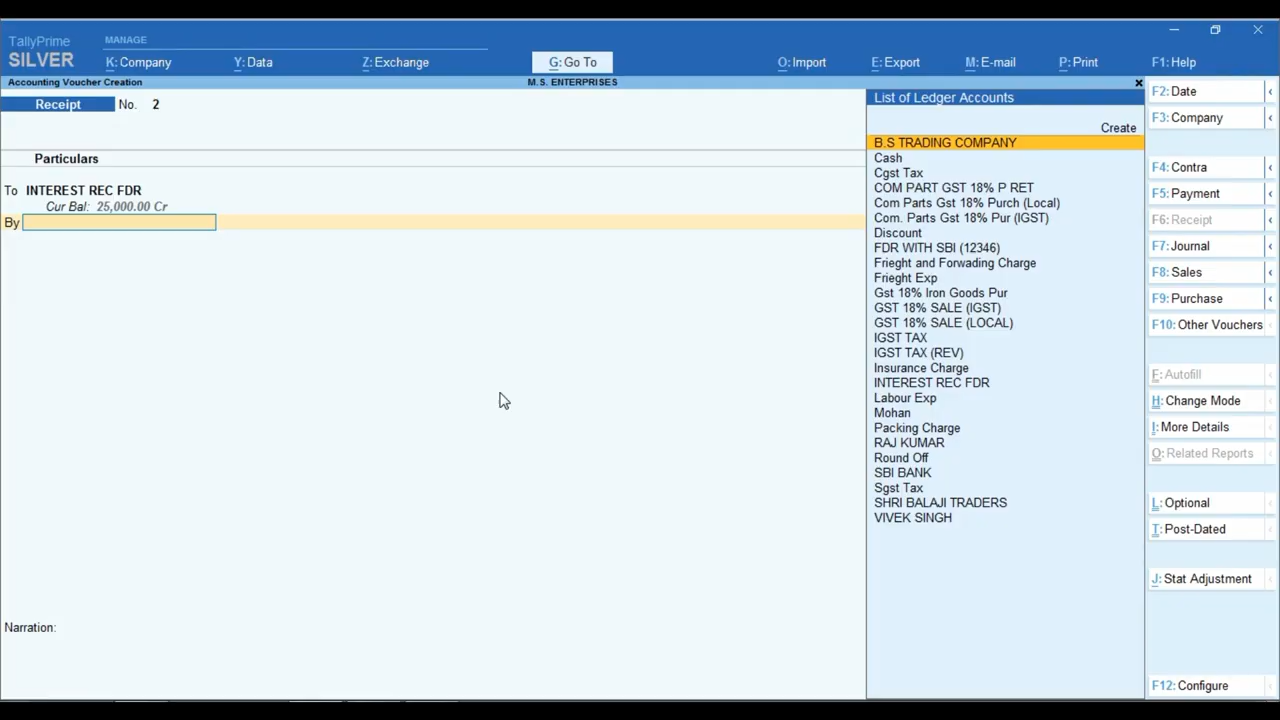 TallyPrime
SILVER
MANAGE
K: Company
Y: Data
Z: Exchange
G: Go To
O: Import
E: Export
M: E-mail
P: Print
F1: Help
Accounting Voucher Creation
M.S. ENTERPRISES
Receipt No. 2
Particulars
To INTEREST REC FDR
Cur Bal: 25,000.00 Cr
By
Narration:
List of Ledger Accounts
Create
B.S TRADING COMPANY
Cash
Cgst Tax
COM PART GST 18% P RET
Com Parts Gst 18% Purch (Local)
Com. Parts Gst 18% Pur (IGST)
Discount
FDR WITH SBI (12346)
Frieght and Forwading Charge
Frieght Exp
Gst 18% Iron Goods Pur
GST 18% SALE (IGST)
GST 18% SALE (LOCAL)
IGST TAX
IGST TAX (REV)
Insurance Charge
INTEREST REC FDR
Labour Exp
Mohan
Packing Charge
RAJ KUMAR
Round Off
SBI BANK
Sgst Tax
SHRI BALAJI TRADERS
VIVEK SINGH
F2: Date
F3: Company
F4: Contra
F5: Payment
F6: Receipt
F7: Journal
F8: Sales
F9: Purchase
F10: Other Vouchers
E: Autofill
H: Change Mode
I: More Details
O: Related Reports
L: Optional
T: Post-Dated
J: Stat Adjustment
F12: Configure